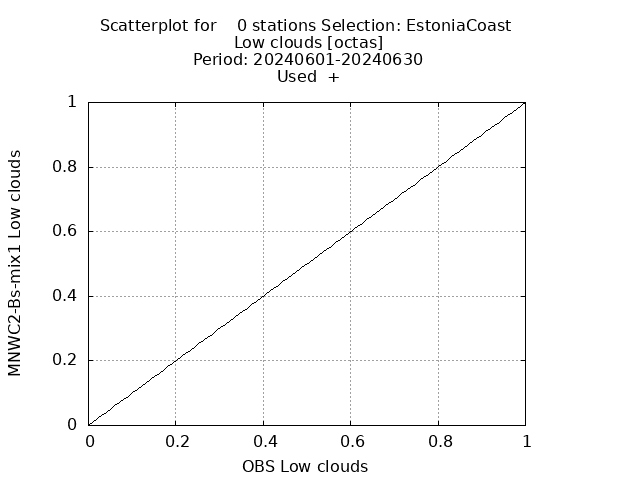 Scatterplot for    0 stations Selection: EstoniaCoast
Low clouds [octas]
Period: 20240601-20240630
Used  +
1
0.8
0.6
0.4
0.2
0
MNWC2-Bs-mix1 Low clouds
0 0.2 0.4 0.6 0.8 1
OBS Low clouds